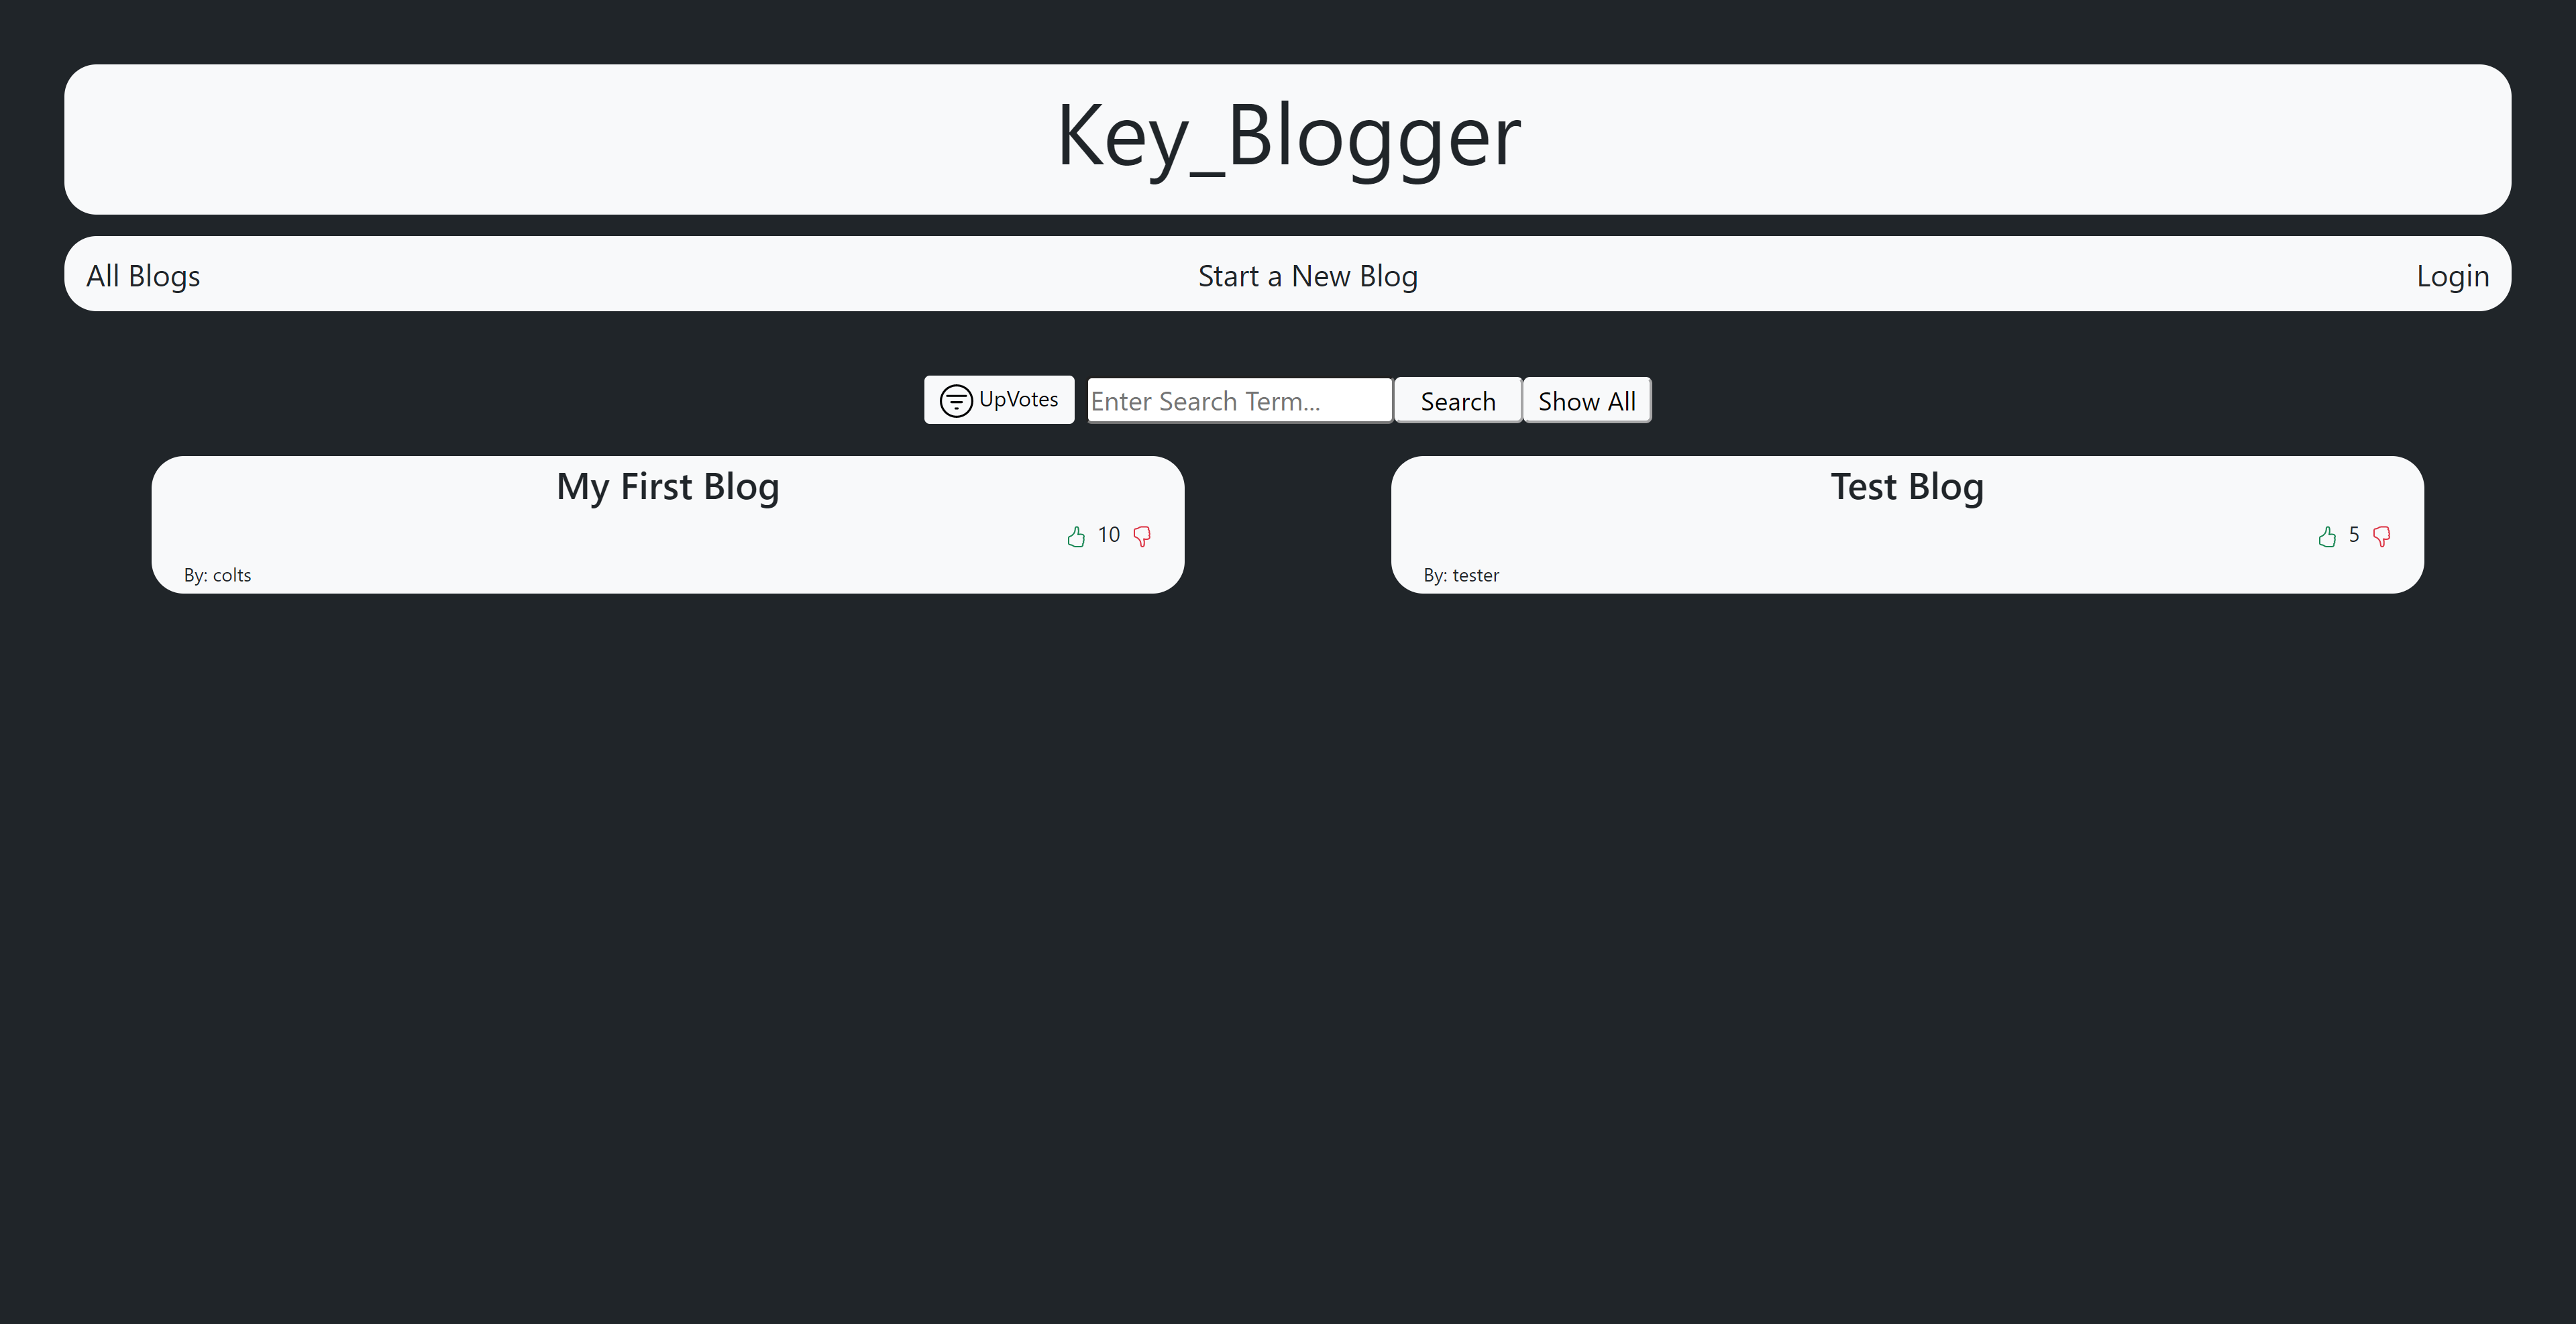 Key_Blogger
All Blogs Start a New Blog Login
UpVotes Enter Search Term... Search Show All
My First Blog
10
By: colts
Test Blog
5
By: tester